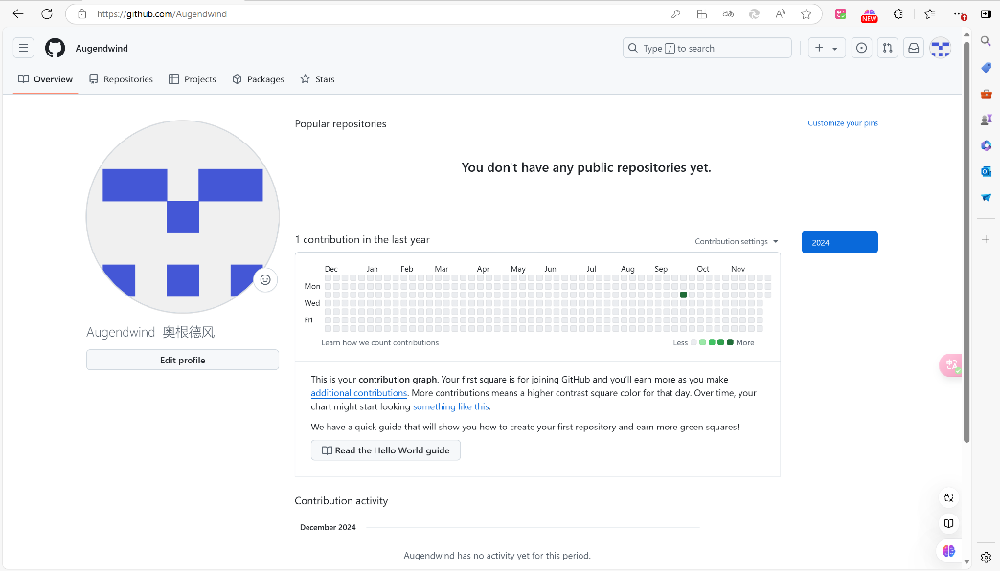 https://github.com/Augendwind
NEW
Augendwind
Type / to search
Overview
Repositories
Projects
Packages
Stars
Popular repositories
Customize your pins
You don't have any public repositories yet.
1 contribution in the last year
Contribution settings
2024
Dec Jan Feb Mar Apr May Jun Jul Aug Sep Oct Nov
Mon
Wed
Fri
Learn how we count contributions
Less
More
Augendwind 奥根德风
Edit profile
This is your contribution graph. Your first square is for joining GitHub and you'll earn more as you make
additional contributions. More contributions means a higher contrast square color for that day. Over time, your
chart might start looking something like this.
We have a quick guide that will show you how to create your first repository and earn more green squares!
Read the Hello World guide
Contribution activity
December 2024
Augendwind has no activity yet for this period.